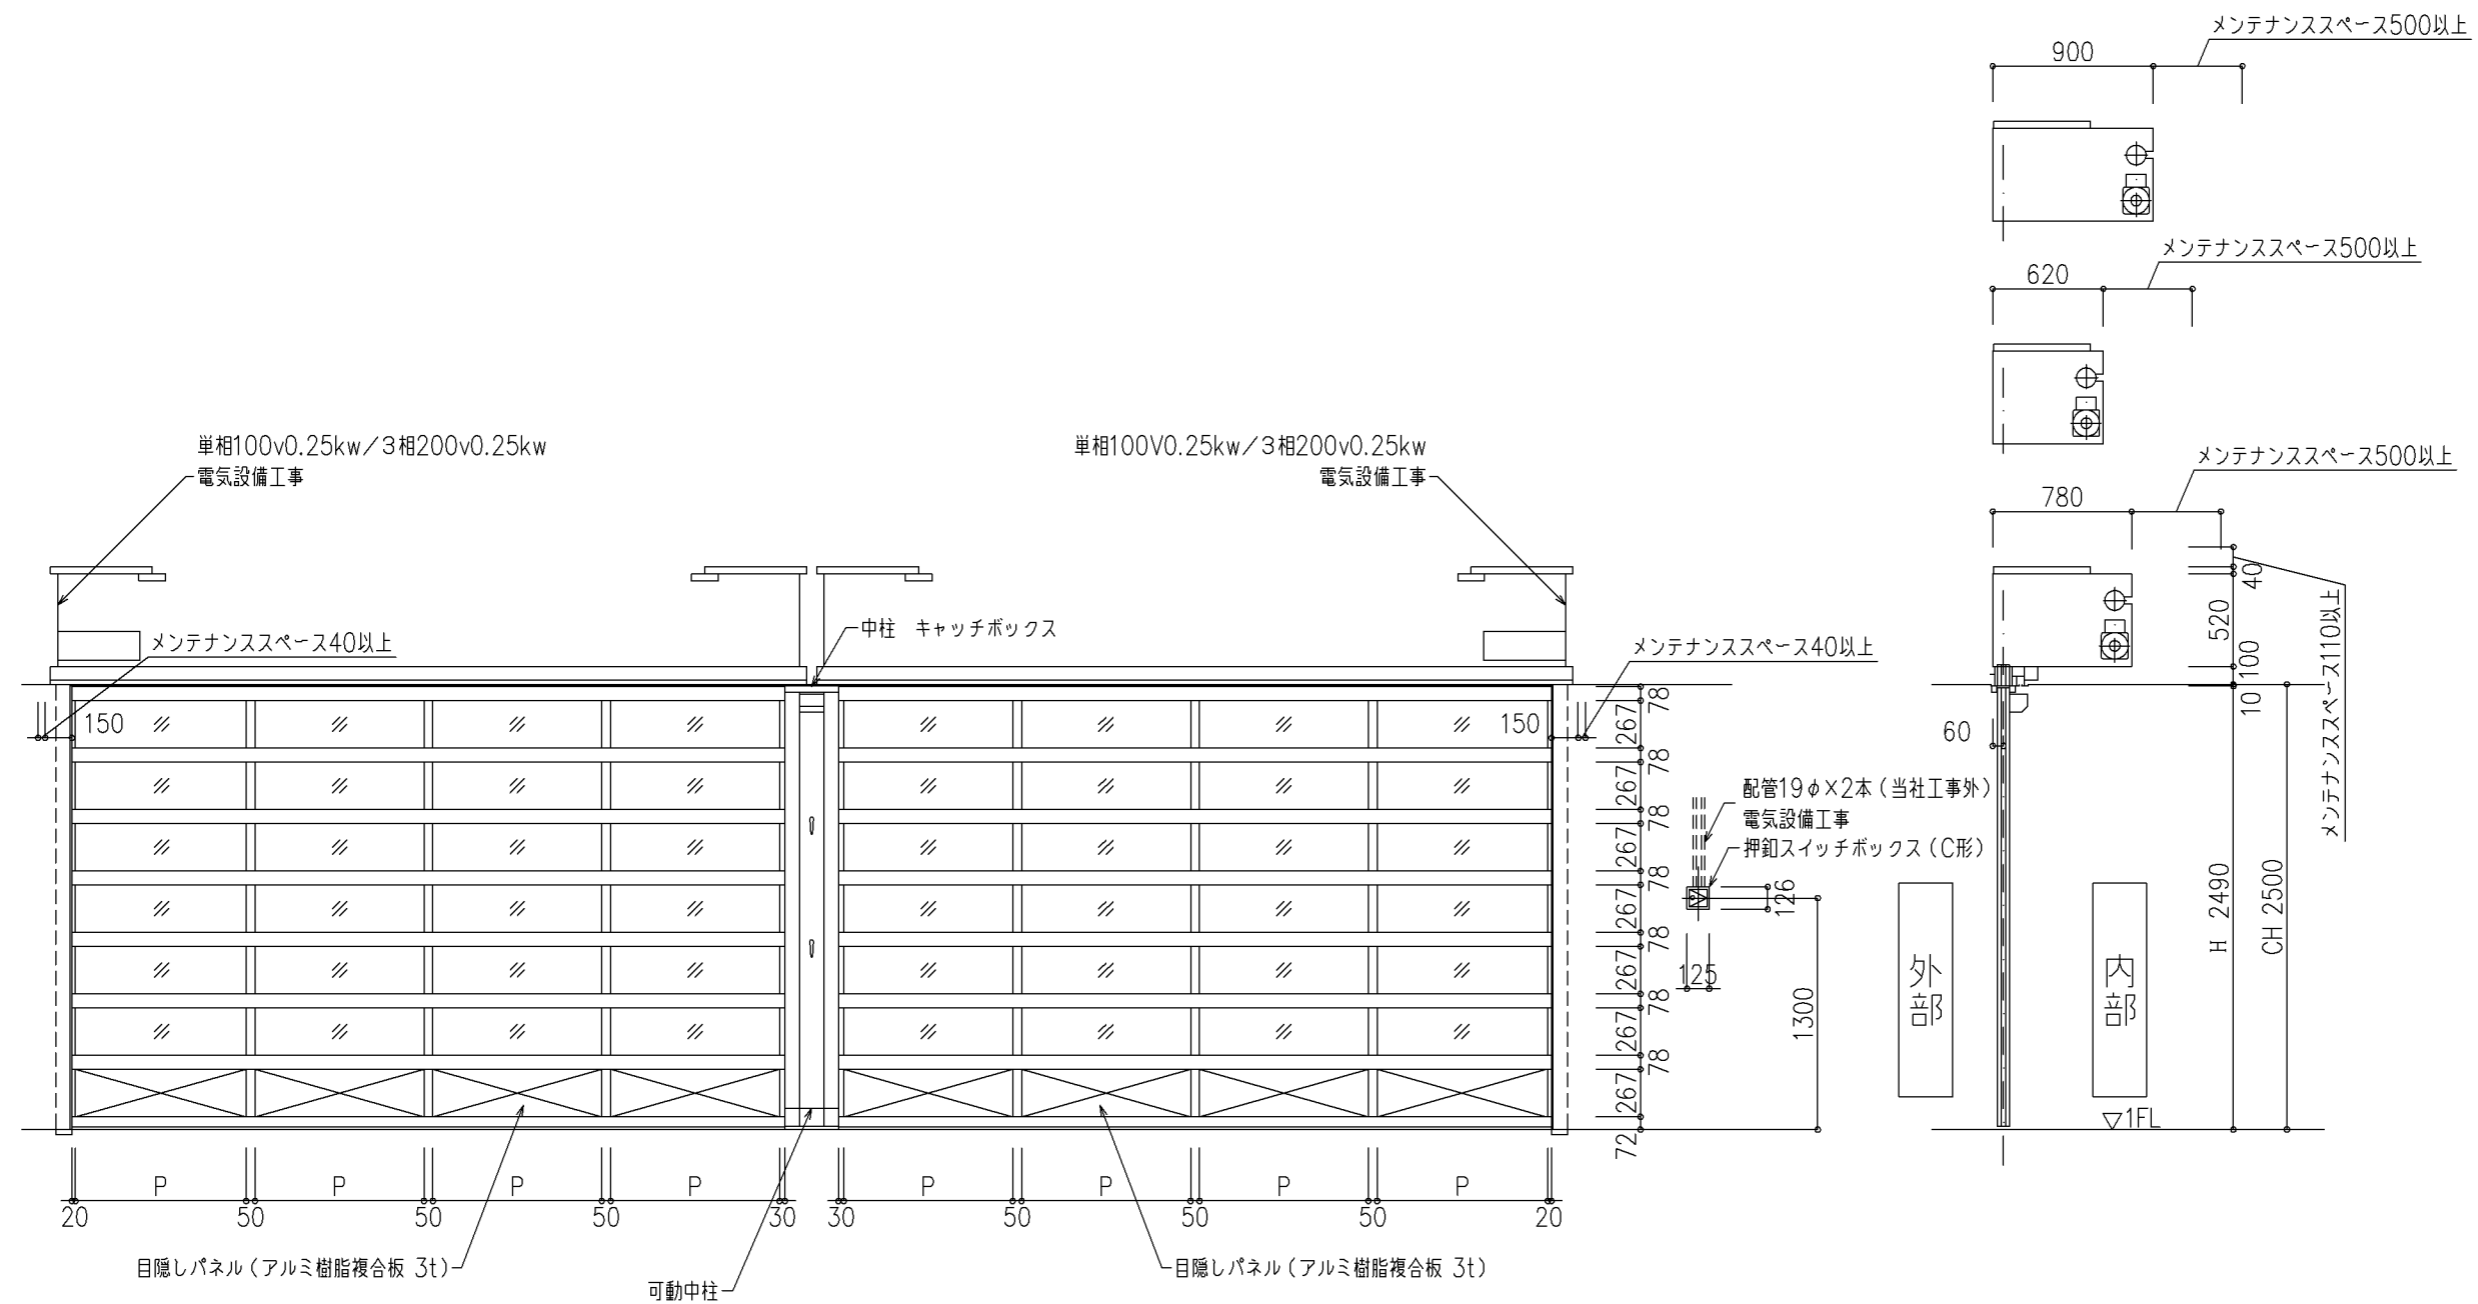 メンテナンススペース500以上
900
メンテナンススペース500以上
620
メンテナンススペース500以上
780
単相100v0.25kw／3相200v0.25kw
電気設備工事
単相100V0.25kw／3相200v0.25kw
電気設備工事
中柱　キャッチボックス
メンテナンススペース40以上
メンテナンススペース40以上
150
150
78
267
78
267
78
267
78
267
78
267
78
267
78
267
72
配管19φ×2本（当社工事外）
電気設備工事
押釦スイッチボックス（C形）
126
125
1300
40
520
100
10
メンテナンススペース110以上
60
H 2490
CH 2500
外部
内部
▽1FL
P
P
P
P
P
P
P
P
20
50
50
50
30
30
50
50
50
20
目隠しパネル（アルミ樹脂複合板 3t）
目隠しパネル（アルミ樹脂複合板 3t）
可動中柱